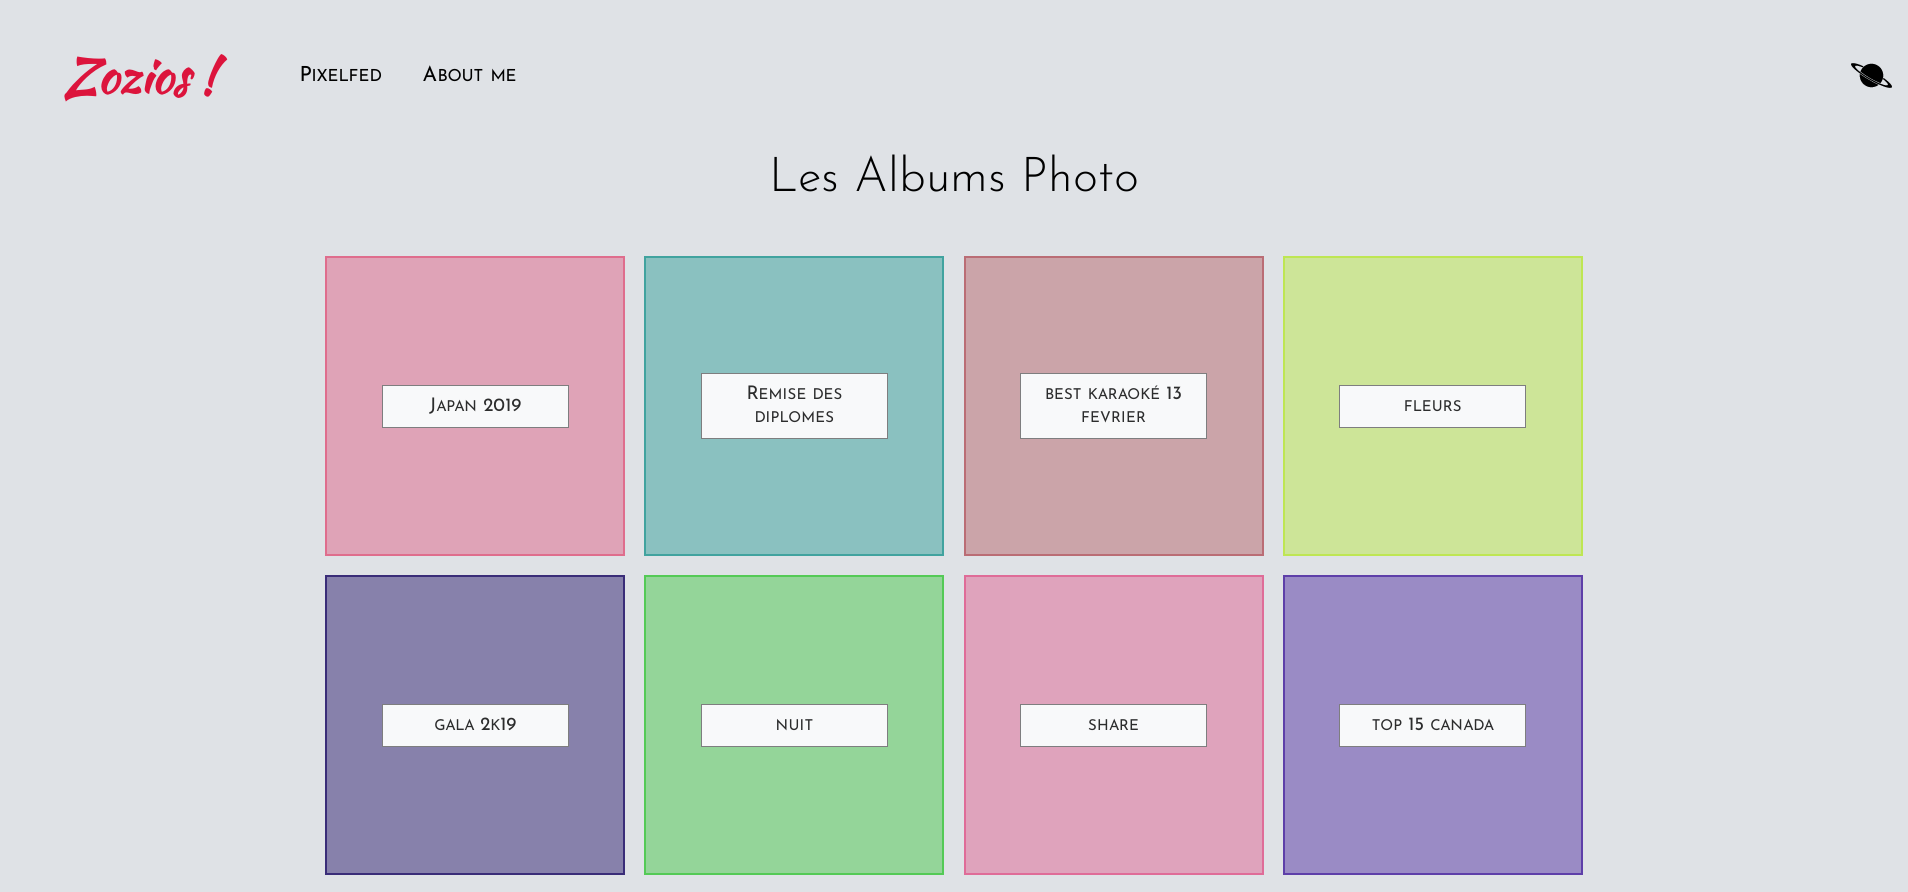 Zozios !
Pixelfed
About me
Les Albums Photo
Japan 2019
Remise des
diplomes
best karaoké 13
fevrier
fleurs
gala 2k19
nuit
share
top 15 canada